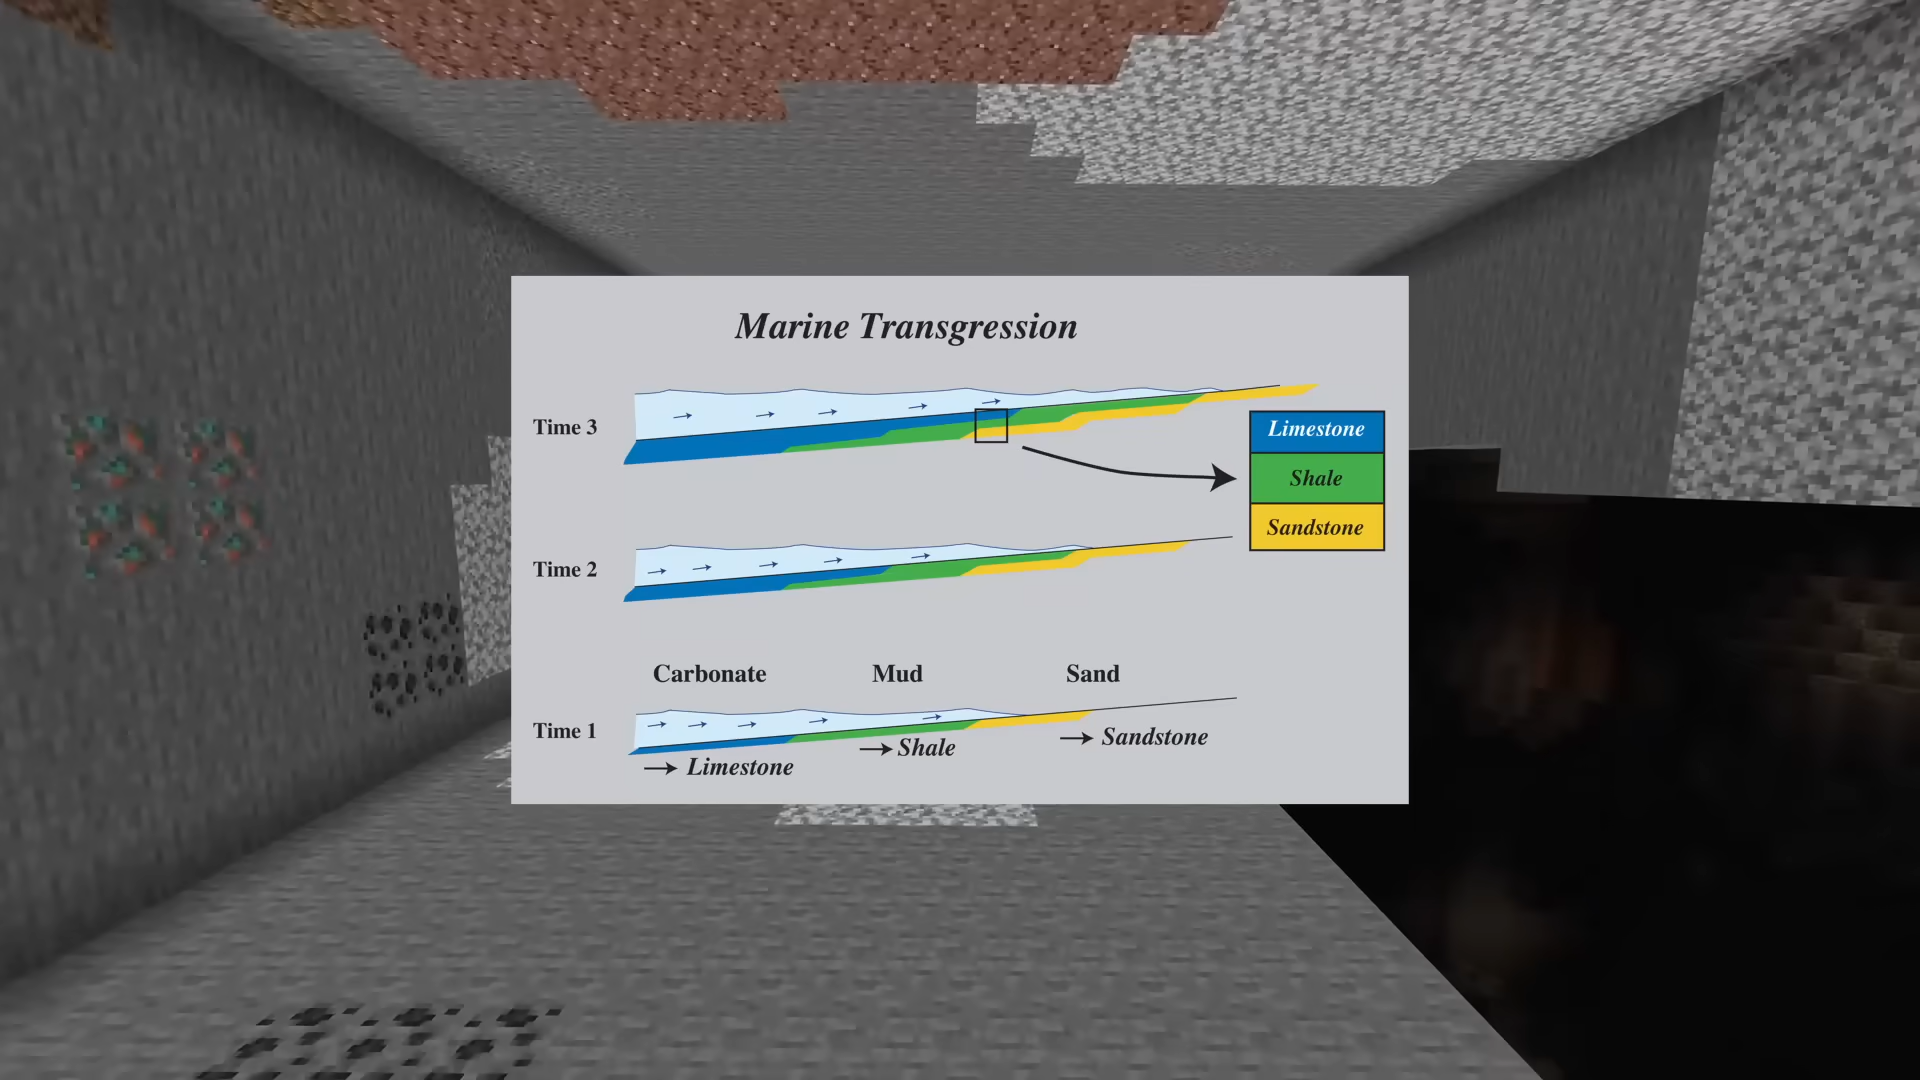 Marine Transgression
Time 3
Limestone
Shale
Sandstone
Time 2
Carbonate Mud Sand
Time 1
→ Shale
→ Sandstone
→ Limestone